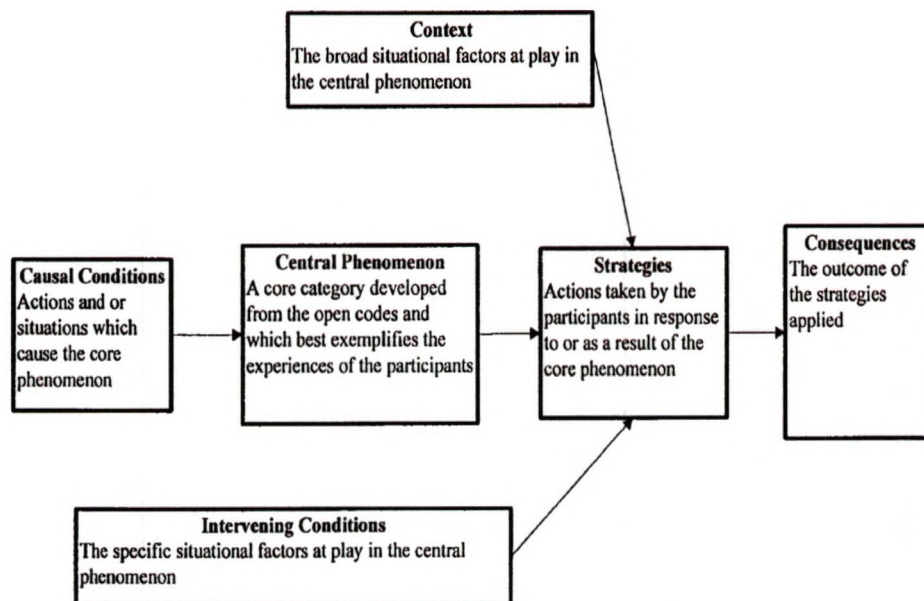 Context
The broad situational factors at play in
the central phenomenon
Causal Conditions
Actions and or
situations which
cause the core
phenomenon
Central Phenomenon
A core category developed
from the open codes and
which best exemplifies the
experiences of the participants
Strategies
Actions taken by the
participants in response
to or as a result of the
core phenomenon
Consequences
The outcome of
the strategies
applied
Intervening Conditions
The specific situational factors at play in the central
phenomenon